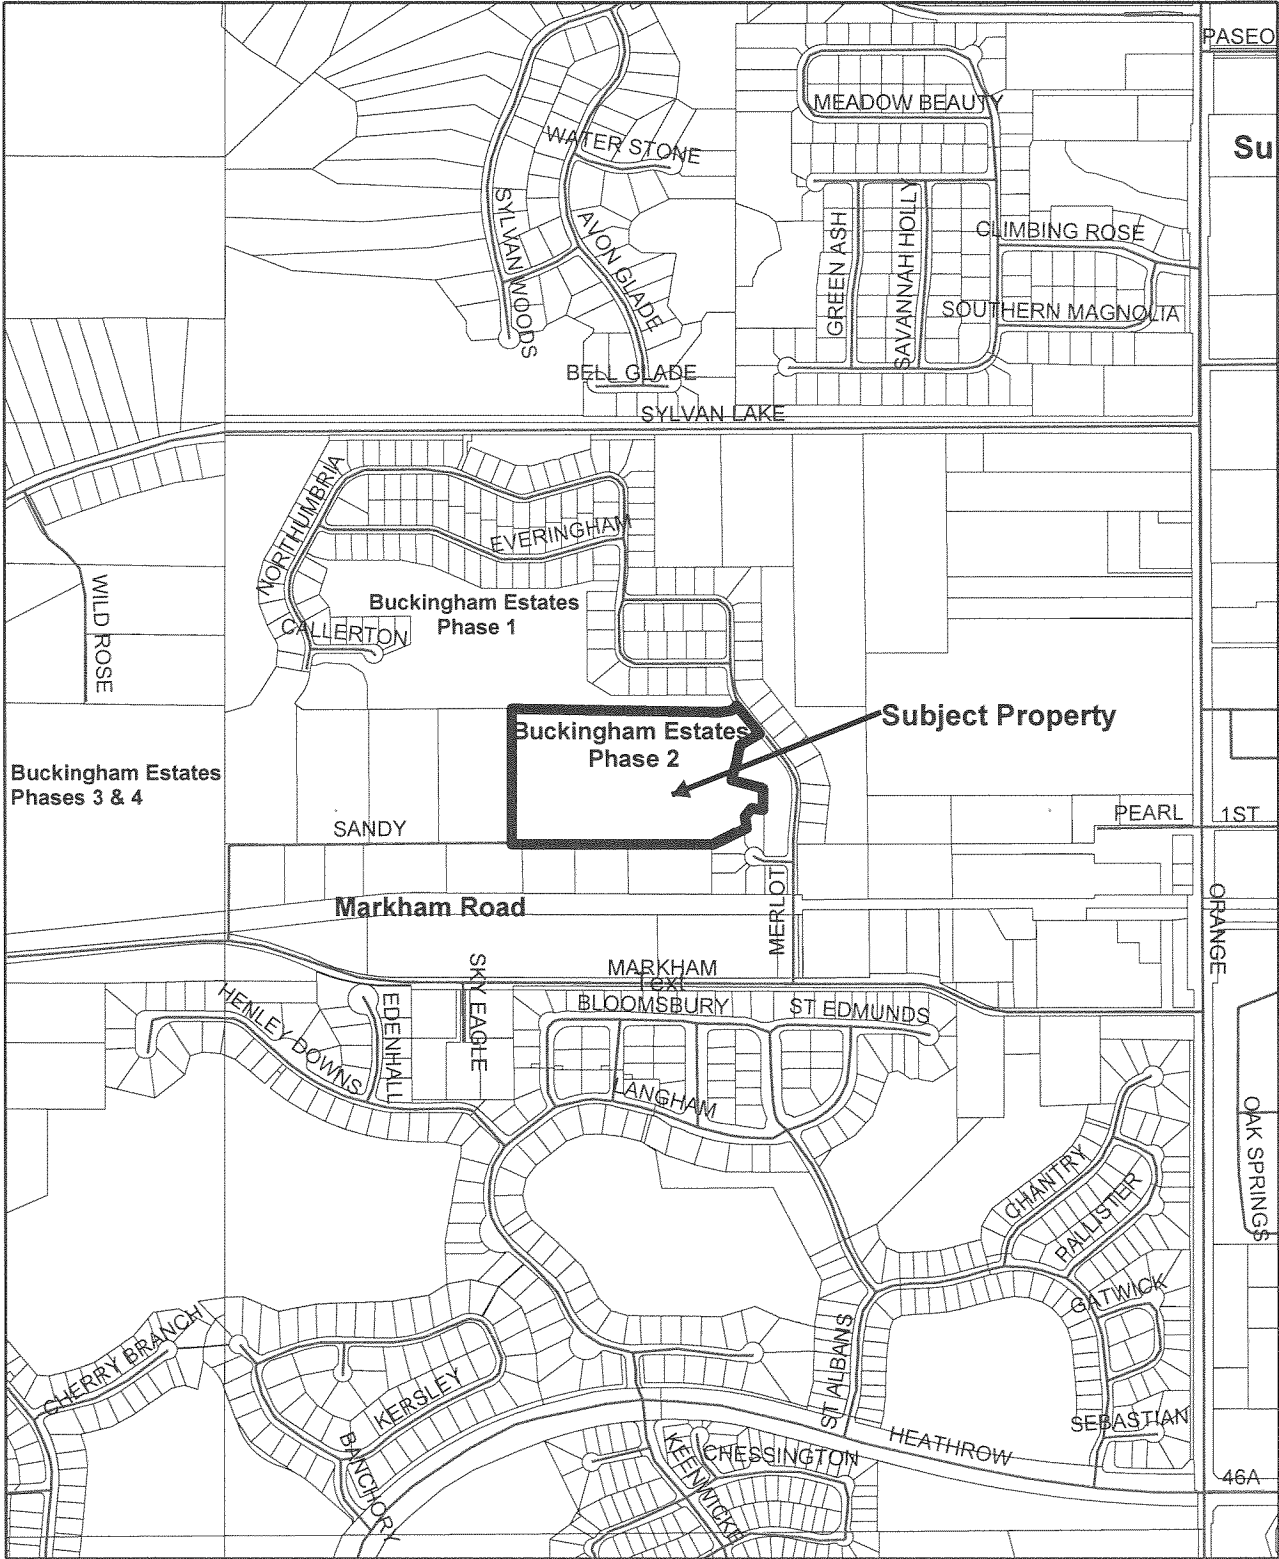 PASEO
MEADOW BEAUTY
WATER STONE
Su
SYLVAN WOODS
AVON GLADE
GREEN ASH
SAVANNAH HOLLY
CLIMBING ROSE
SOUTHERN MAGNOLIA
BELL GLADE
SYLVAN LAKE
NORTHUMBRIA
EVERINGHAM
WILD ROSE
Buckingham Estates
Phase 1
CALLERTON
Buckingham Estates
Phase 2
Subject Property
Buckingham Estates
Phases 3 & 4
SANDY
PEARL
1ST
Markham Road
MERLOT
ORANGE
MARKHAM
Text
SKY EAGLE
HENLEY DOWNS
EDENHALL
BLOOMSBURY
ST EDMUNDS
LANGHAM
OAK SPRINGS
CHANTRY
PALLISTER
GATWICK
CHERRY BRANCH
KERSLEY
ST ALBANS
BANCHORY
KEENWICKE
CHESSINGTON
HEATHROW
SEBASTIAN
46A